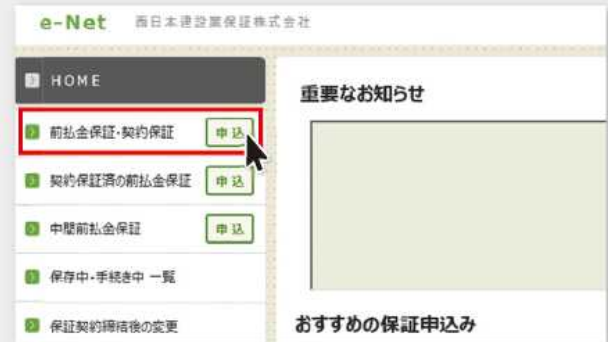 e-Net 西日本建設業保証株式会社
HOME
前払金保証・契約保証 申込
契約保証済の前払金保証 申込
中間前払金保証 申込
保存中・手続き中 一覧
保証契約締結後の変更
重要なお知らせ
おすすめの保証申込み